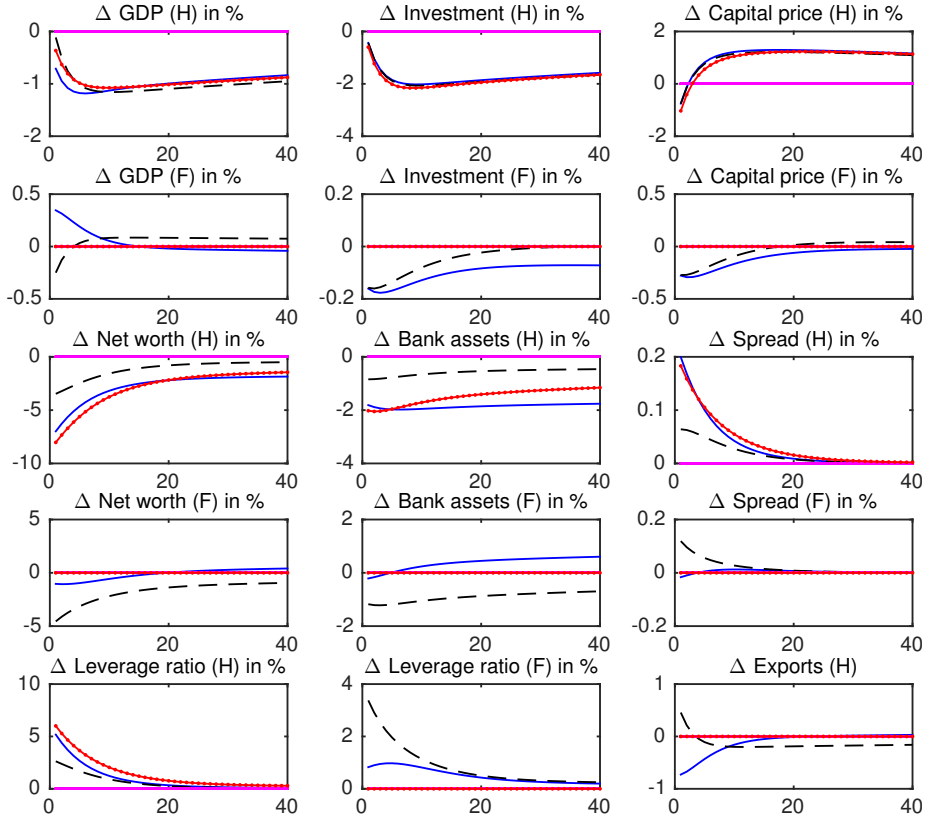 Δ GDP (H) in % Δ Investment (H) in % Δ Capital price (H) in %
0 0 2
-1 -2 0
-2 -4 -2
0 20 40 0 20 40 0 20 40
Δ GDP (F) in % Δ Investment (F) in % Δ Capital price (F) in %
0.5 0.2 0.5
0 0 0
-0.5 -0.2 -0.5
0 20 40 0 20 40 0 20 40
Δ Net worth (H) in % Δ Bank assets (H) in % Δ Spread (H) in %
0 0 0.2
-5 -2 0.1
-10 -4 0
0 20 40 0 20 40 0 20 40
Δ Net worth (F) in % Δ Bank assets (F) in % Δ Spread (F) in %
5 2 0.2
0 0 0
-5 -2 -0.2
0 20 40 0 20 40 0 20 40
Δ Leverage ratio (H) in % Δ Leverage ratio (F) in % Δ Exports (H)
10 4 1
5 2 0
0 0 -1
0 20 40 0 20 40 0 20 40